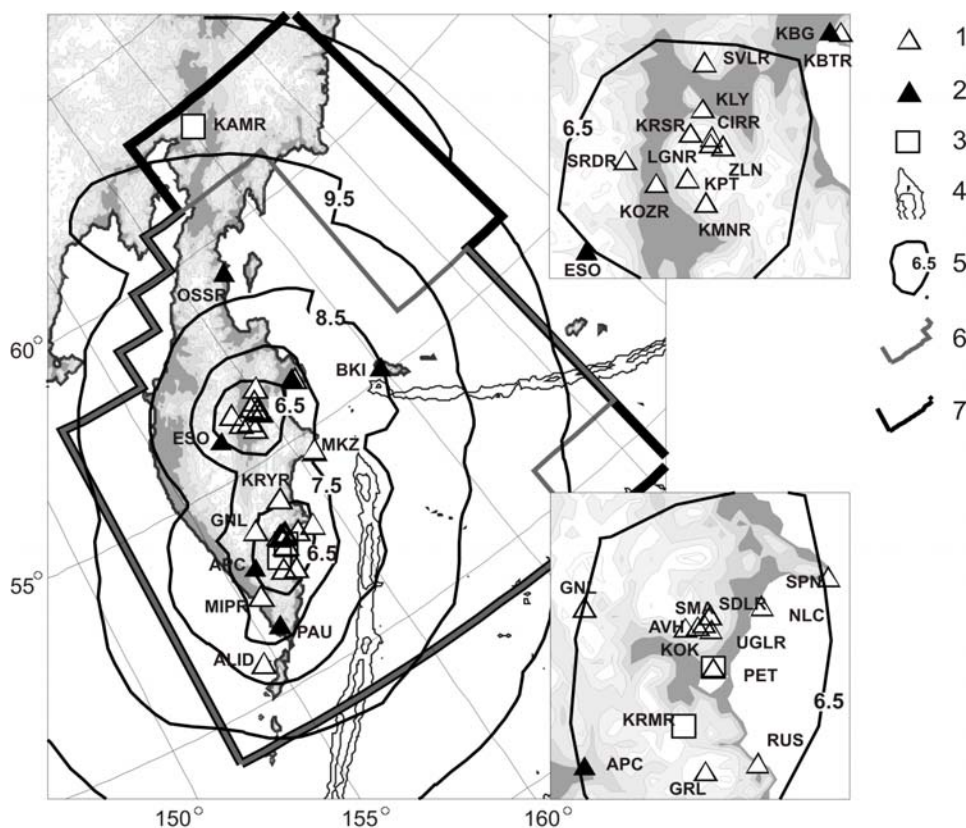 KAMR
9.5
OSSR
8.5
BKI
60°
6.5
ESO
MKZ
KRYR
7.5
GNL
6.5
APC
55°
MIPR
PAU
ALID
150°
155°
160°
KBG
KBTR
SVLR
KLY
CIRR
KRSR
6.5
SRDR
LGNR
ZLN
KPT
KOZR
KMNR
ESO
SPN
GNL
SMA
SDLR
NLC
AVH
UGLR
KOK
PET
6.5
KRMR
RUS
APC
GRL
1
2
3
4
6.5
5
6
7